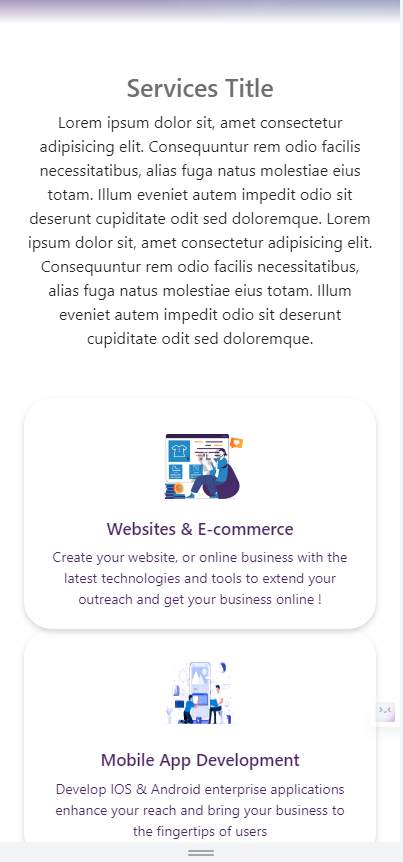 Services Title
Lorem ipsum dolor sit, amet consectetur
adipisicing elit. Consequuntur rem odio facilis
necessitatibus, alias fuga natus molestiae eius
totam. Illum eveniet autem impedit odio sit
deserunt cupiditate odit sed doloremque. Lorem
ipsum dolor sit, amet consectetur adipisicing elit.
Consequuntur rem odio facilis necessitatibus,
alias fuga natus molestiae eius totam. Illum
eveniet autem impedit odio sit deserunt
cupiditate odit sed doloremque.
Websites & E-commerce
Create your website, or online business with the
latest technologies and tools to extend your
outreach and get your business online !
Mobile App Development
Develop IOS & Android enterprise applications
enhance your reach and bring your business to
the fingertips of users